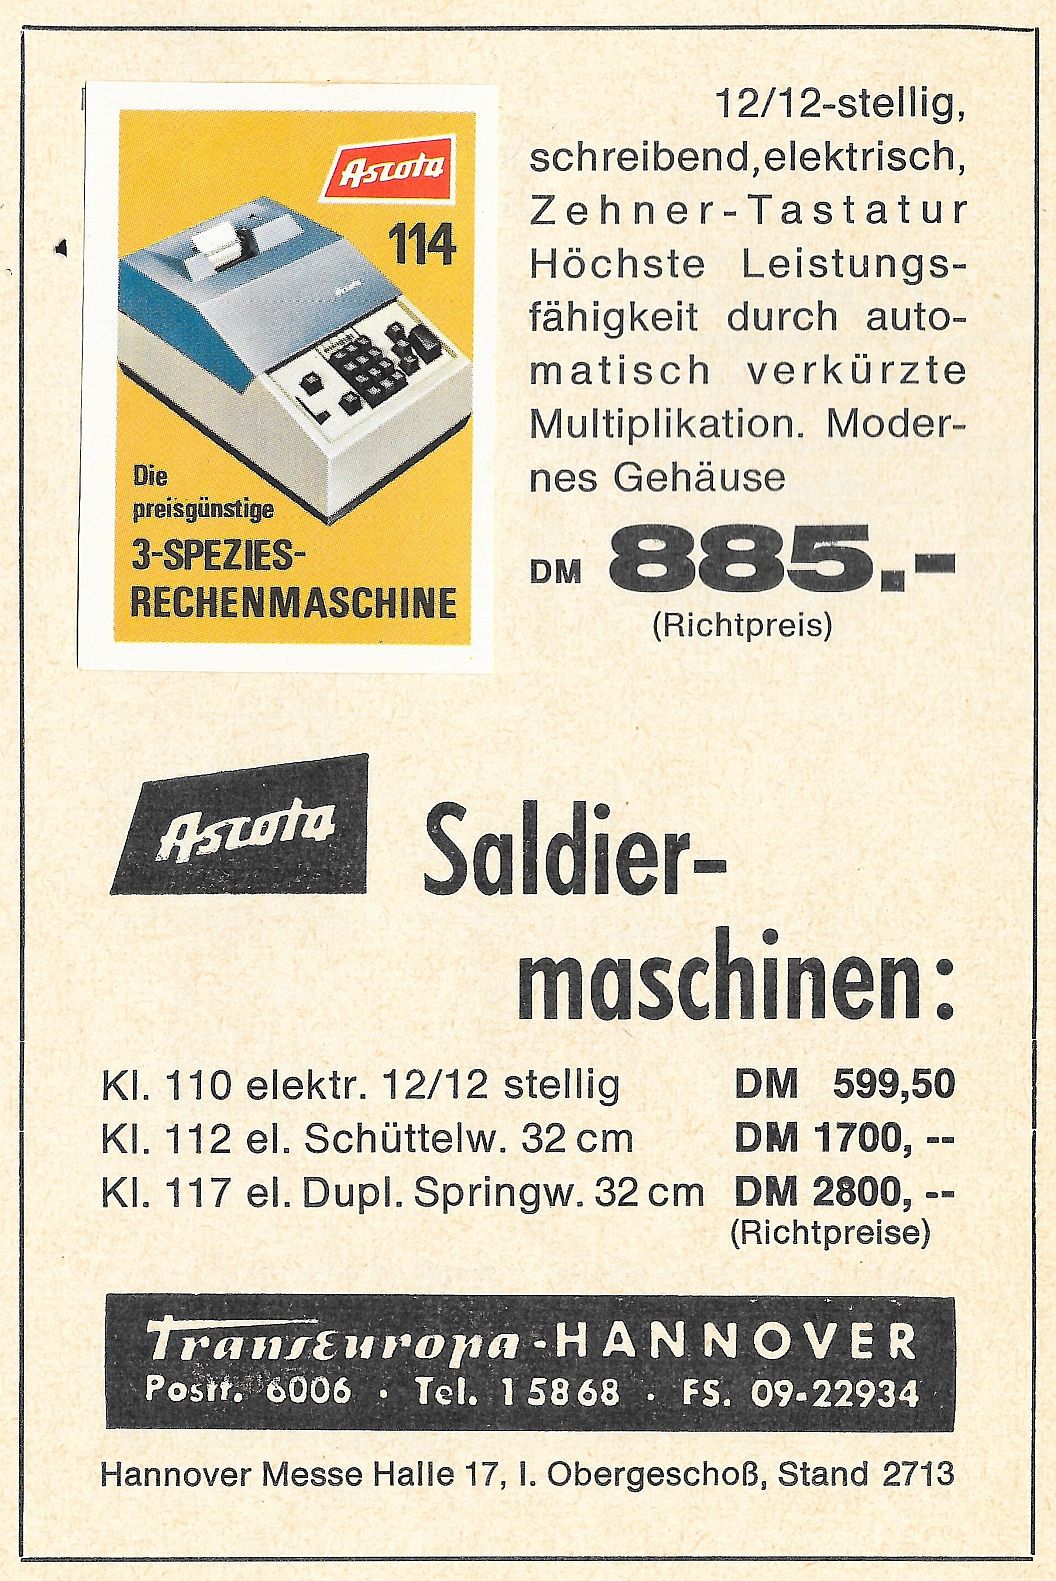 Ascota
114
Die
preisgünstige
3-SPEZIES-
RECHENMASCHINE
12/12-stellig,
schreibend,elektrisch,
Zehner-Tastatur
Höchste Leistungs-
fähigkeit durch auto-
matisch verkürzte
Multiplikation. Moder-
nes Gehäuse
DM 885.-
(Richtpreis)
Ascota
Saldier-
maschinen:
Kl. 110 elektr. 12/12 stellig DM 599,50
Kl. 112 el. Schüttelw. 32 cm DM 1700, --
Kl. 117 el. Dupl. Springw. 32 cm DM 2800, --
(Richtpreise)
TransEuropa-HANNOVER
Postf. 6006 · Tel. 15868 · FS. 09-22934
Hannover Messe Halle 17, I. Obergeschoß, Stand 2713